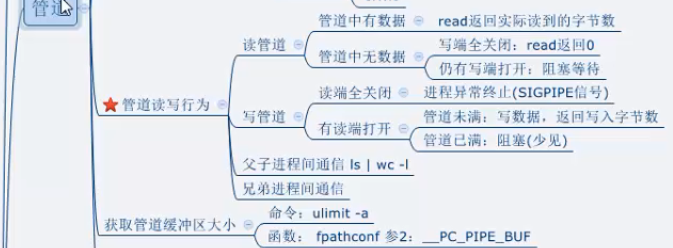 管道
管道读写行为
读管道
管道中有数据
read返回实际读到的字节数
管道中无数据
写端全关闭：read返回0
仍有写端打开：阻塞等待
写管道
读端全关闭
进程异常终止(SIGPIPE信号)
有读端打开
管道未满：写数据，返回写入字节数
管道已满：阻塞(少见)
父子进程间通信 ls | wc -l
兄弟进程间通信
获取管道缓冲区大小
命令：ulimit -a
函数： fpathconf 参2：__PC_PIPE_BUF